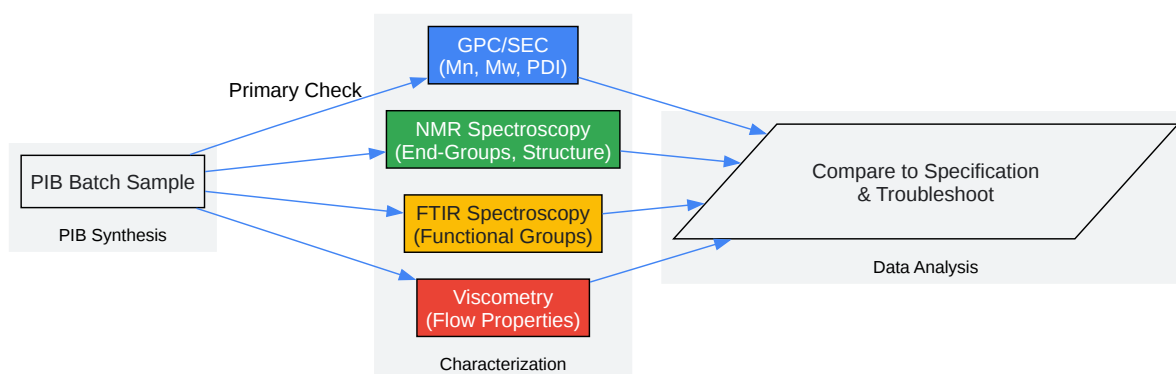 PIB Batch Sample
PIB Synthesis
Primary Check
GPC/SEC
(Mn, Mw, PDI)
NMR Spectroscopy
(End-Groups, Structure)
FTIR Spectroscopy
(Functional Groups)
Viscometry
(Flow Properties)
Characterization
Compare to Specification
& Troubleshoot
Data Analysis